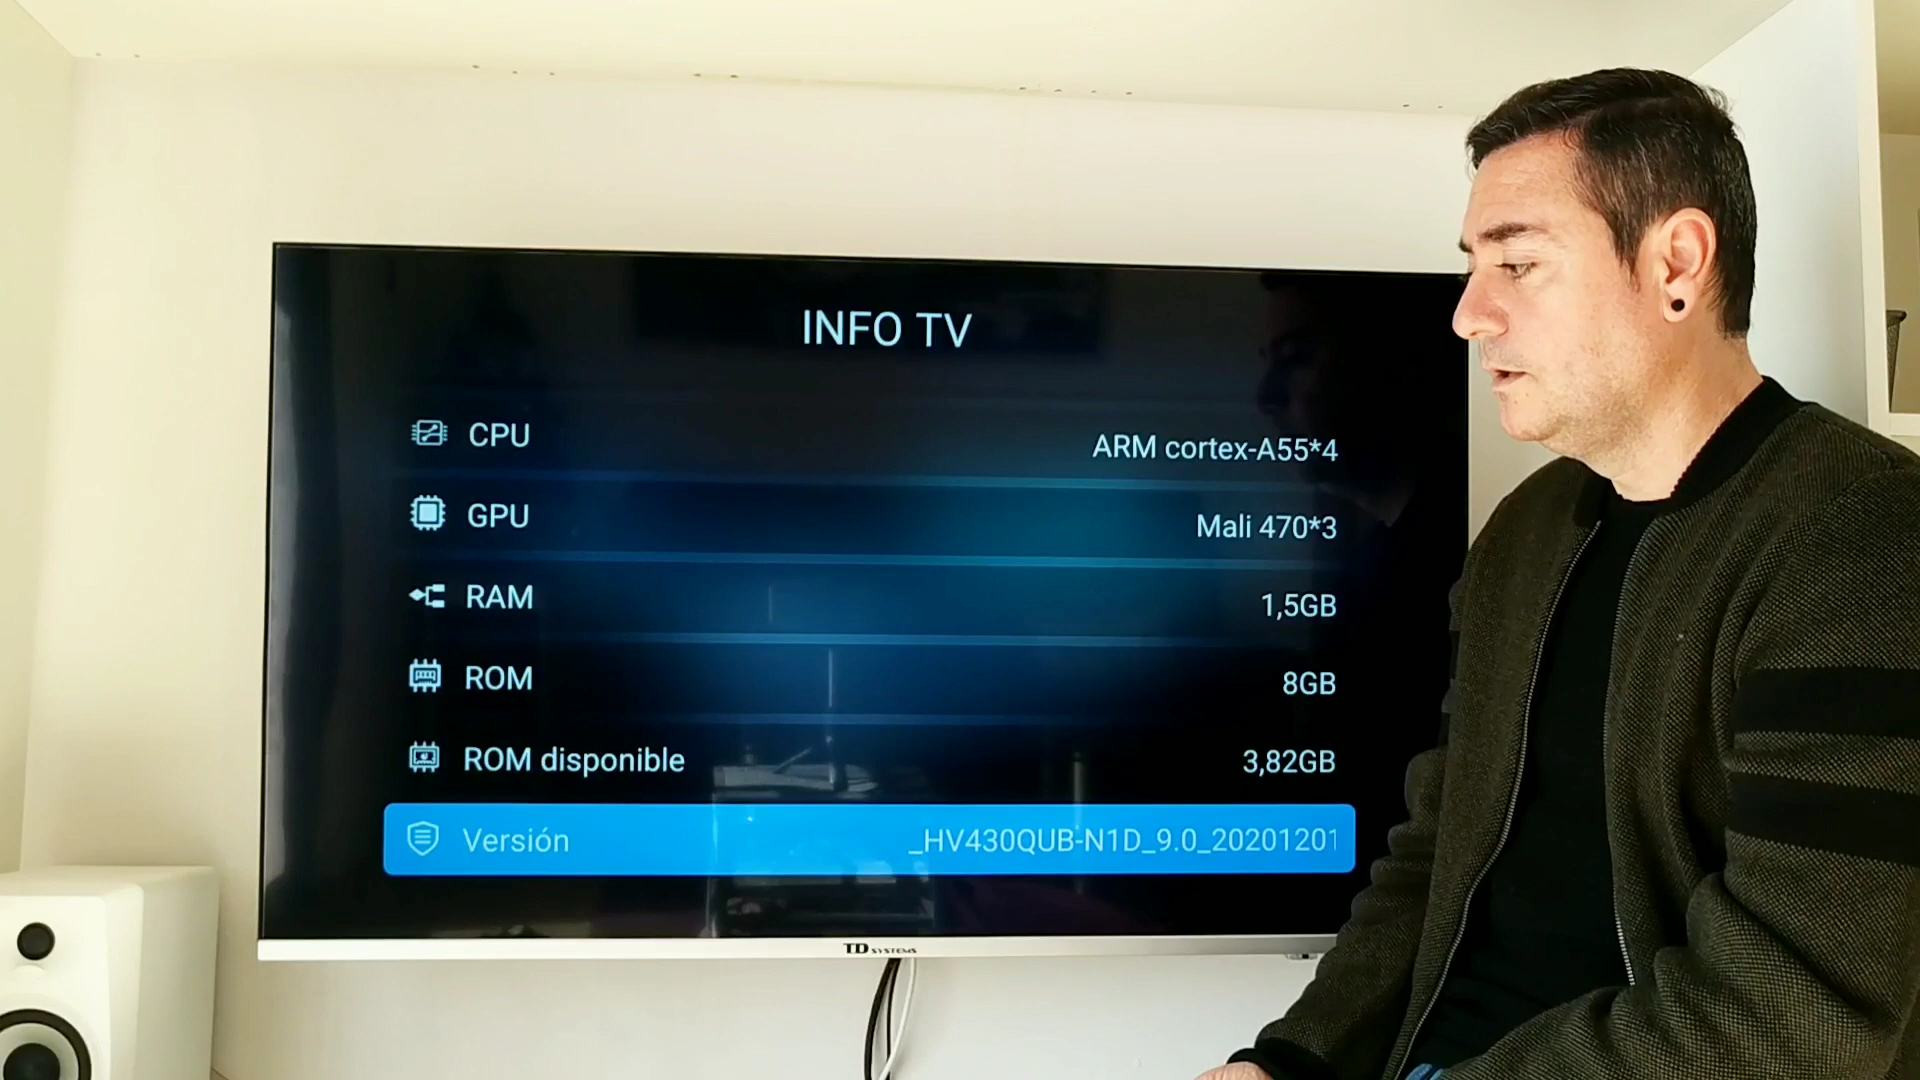 INFO TV
CPU ARM cortex-A55*4
GPU Mali 470*3
RAM 1,5GB
ROM 8GB
ROM disponible 3,82GB
Versión _HV430QUB-N1D_9.0_20201201
TD SYSTEMS